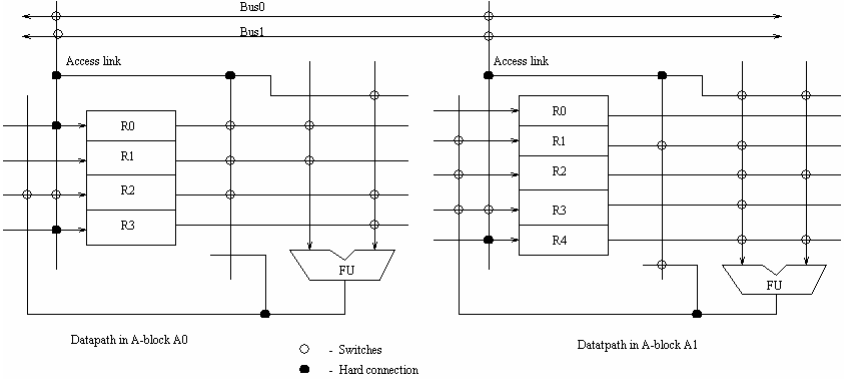 Bus0
Bus1
Access link
Access link
R0
R1
R2
R3
FU
R0
R1
R2
R3
R4
FU
Datapath in A-block A0
Datatpath in A-block A1
- Switches
- Hard connection